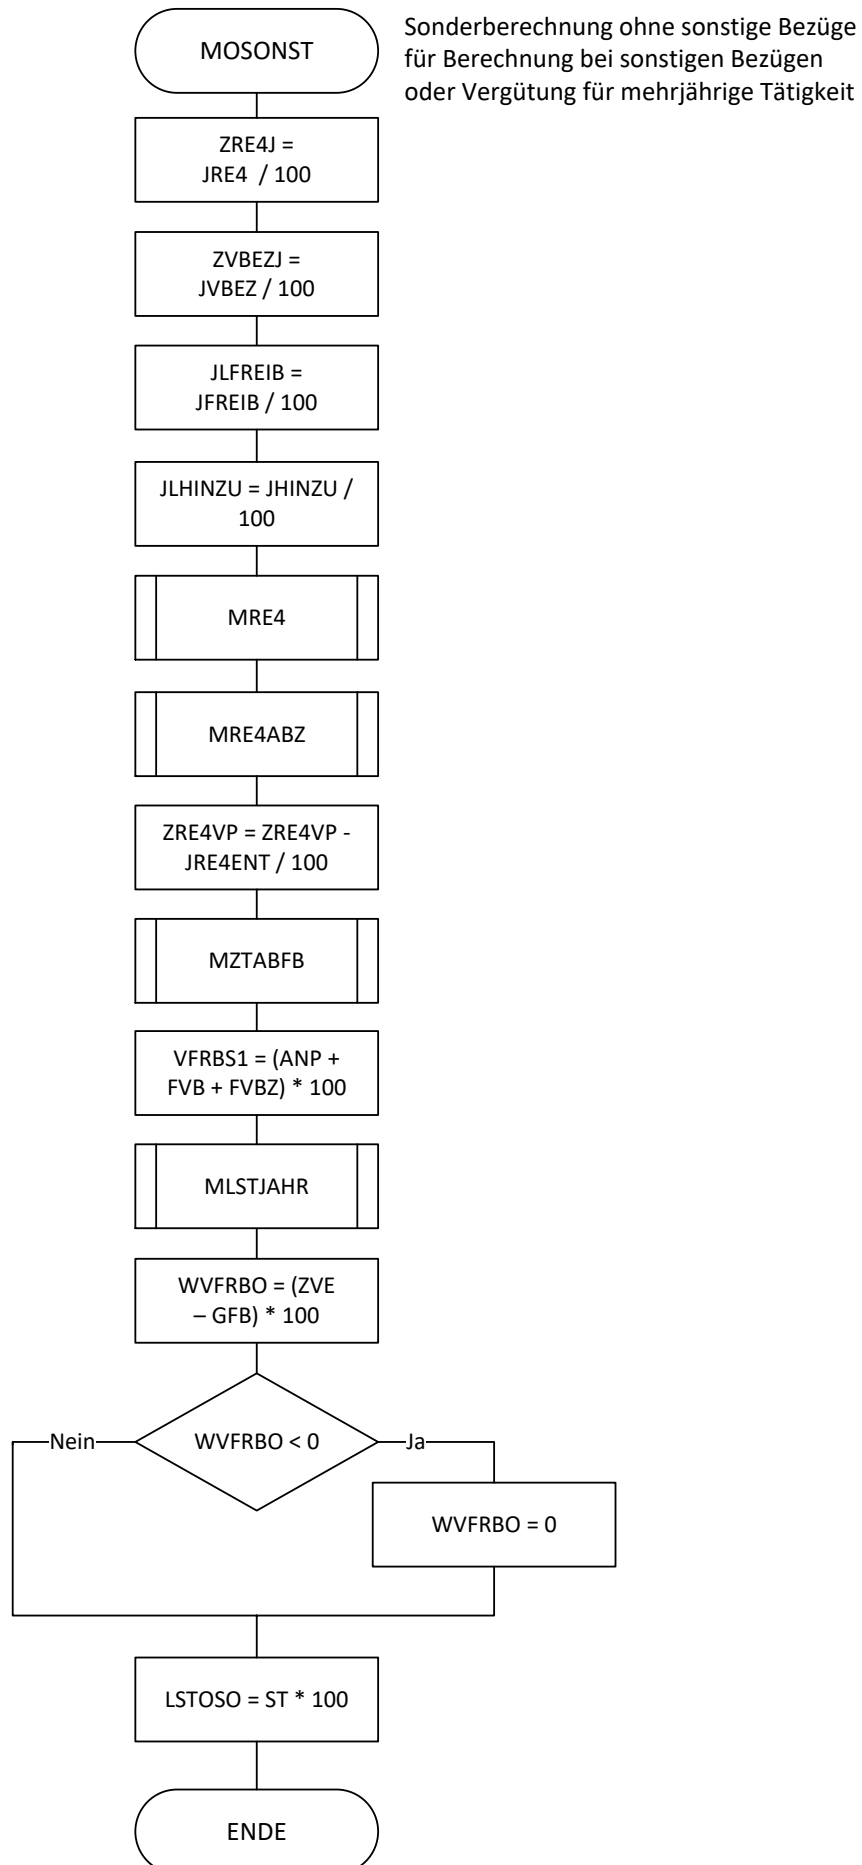 MOSONST
Sonderberechnung ohne sonstige Bezüge
für Berechnung bei sonstigen Bezügen
oder Vergütung für mehrjährige Tätigkeit
ZRE4J =
JRE4 / 100
ZVBEZJ =
JVBEZ / 100
JLFREIB =
JFREIB / 100
JLHINZU = JHINZU /
100
MRE4
MRE4ABZ
ZRE4VP = ZRE4VP -
JRE4ENT / 100
MZTABFB
VFRBS1 = (ANP +
FVB + FVBZ) * 100
MLSTJAHR
WVFRBO = (ZVE
– GFB) * 100
Nein
WVFRBO < 0
Ja
WVFRBO = 0
LSTOSO = ST * 100
ENDE